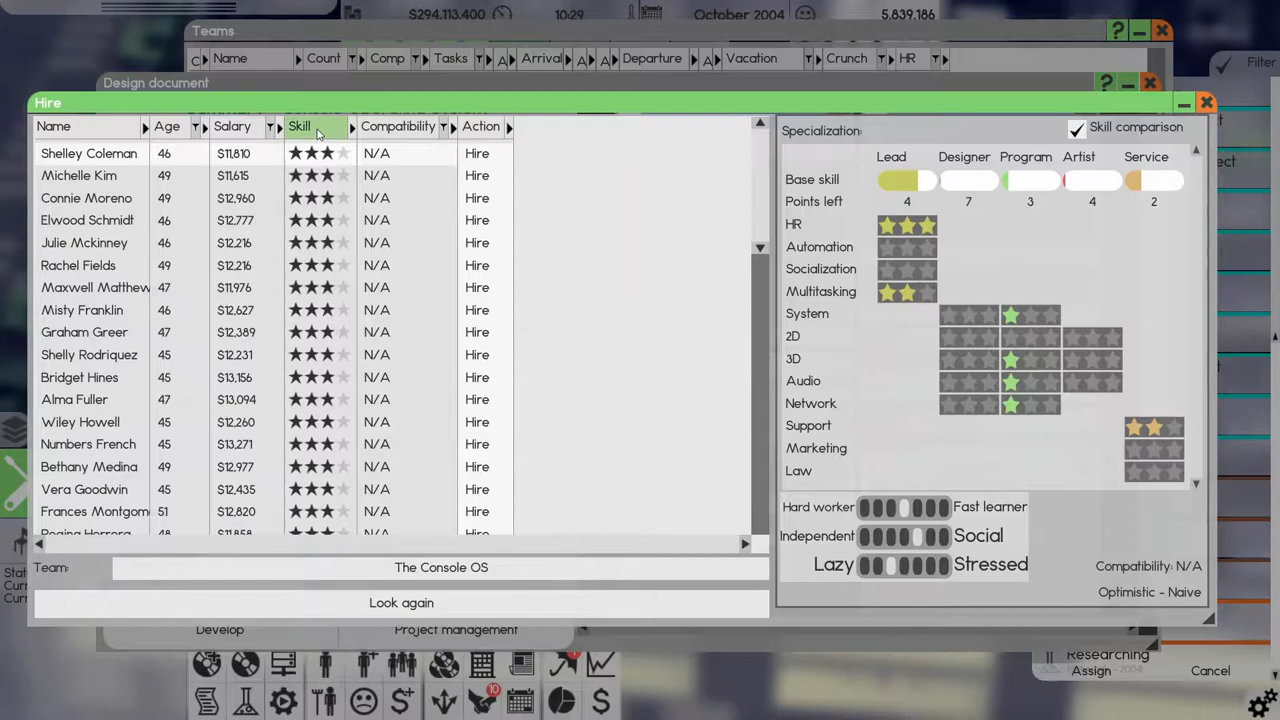 $294,113,400 10:29 October 2004 5,839,186
Teams
C Name Count Comp Tasks A Arrival A A Departure A Vacation Crunch HR
Filter
Design document
Hire
Name Age Salary Skill Compatibility Action
Shelley Coleman 46 $11,810 N/A Hire
Michelle Kim 49 $11,615 N/A Hire
Connie Moreno 49 $12,960 N/A Hire
Elwood Schmidt 46 $12,777 N/A Hire
Julie Mckinney 46 $12,216 N/A Hire
Rachel Fields 49 $12,216 N/A Hire
Maxwell Matthew 47 $11,976 N/A Hire
Misty Franklin 46 $12,627 N/A Hire
Graham Greer 47 $12,389 N/A Hire
Shelly Rodriquez 45 $12,231 N/A Hire
Bridget Hines 45 $13,156 N/A Hire
Alma Fuller 47 $13,094 N/A Hire
Wiley Howell 45 $12,260 N/A Hire
Numbers French 45 $13,271 N/A Hire
Bethany Medina 49 $12,977 N/A Hire
Vera Goodwin 45 $12,435 N/A Hire
Frances Montgom 51 $12,820 N/A Hire
Regina Herrera 48 $11,858 N/A Hire
Team: The Console OS
Look again
Specialization: Skill comparison
Lead Designer Program Artist Service
Base skill
Points left 4 7 3 4 2
HR
Automation
Socialization
Multitasking
System
2D
3D
Audio
Network
Support
Marketing
Law
Hard worker Fast learner
Independent Social
Lazy Stressed
Compatibility: N/A
Optimistic - Naive
Develop Project management
Researching
Assign Cancel
10